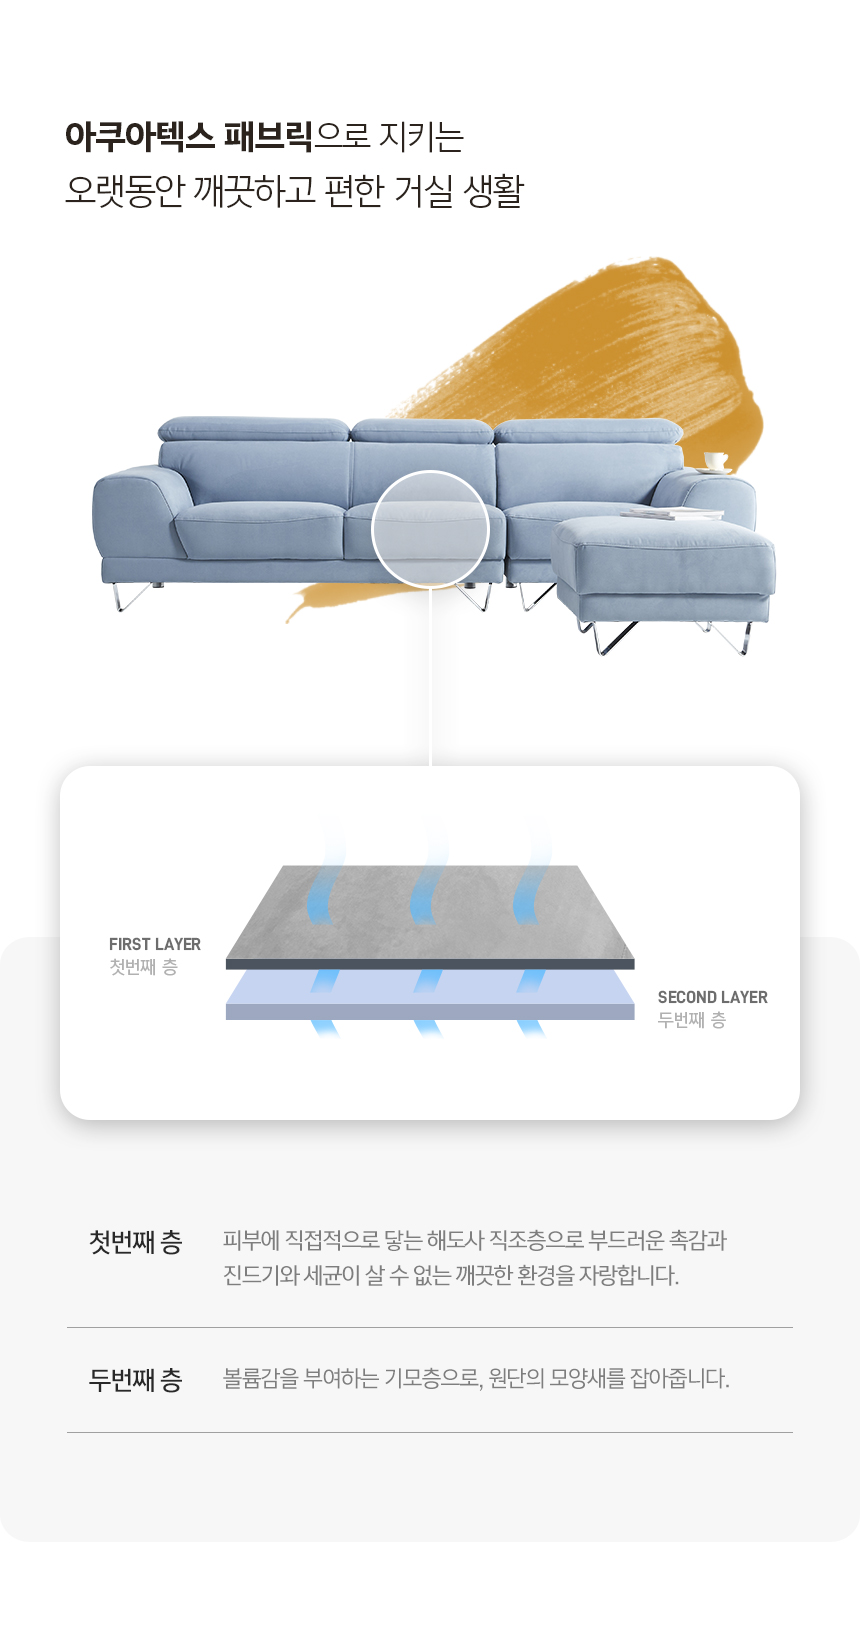 아쿠아텍스 패브릭으로 지키는
오랫동안 깨끗하고 편한 거실 생활
FIRST LAYER
첫번째 층
SECOND LAYER
두번째 층
첫번째 층
피부에 직접적으로 닿는 해도사 직조층으로 부드러운 촉감과
진드기와 세균이 살 수 없는 깨끗한 환경을 자랑합니다.
두번째 층
볼륨감을 부여하는 기모층으로, 원단의 모양새를 잡아줍니다.